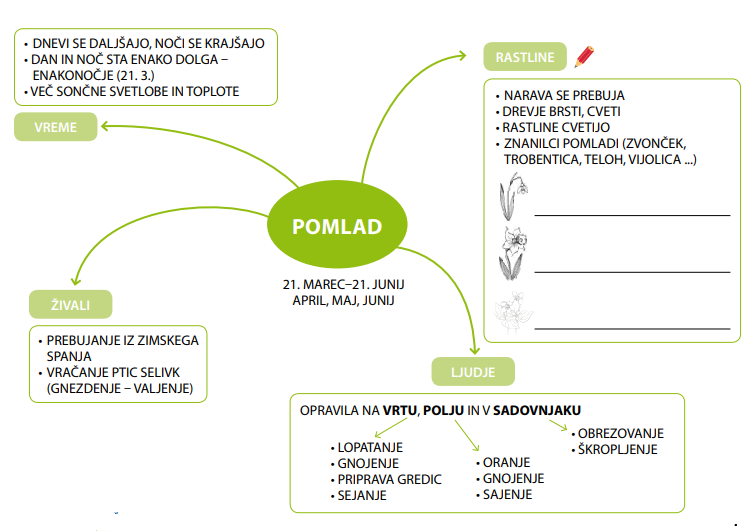 • DNEVI SE DALJŠAJO, NOČI SE KRAJŠAJO
• DAN IN NOČ STA ENAKO DOLGA –
ENAKONOČJE (21. 3.)
• VEČ SONČNE SVETLOBE IN TOPLOTE
VREME
RASTLINE
• NARAVA SE PREBUJA
• DREVJE BRSTI, CVETI
• RASTLINE CVETIJO
• ZNANILCI POMLADI (ZVONČEK,
TROBENTICA, TELOH, VIJOLICA ...)
POMLAD
21. MAREC–21. JUNIJ
APRIL, MAJ, JUNIJ
ŽIVALI
• PREBUJANJE IZ ZIMSKEGA
SPANJA
• VRAČANJE PTIC SELIVK
(GNEZDENJE – VALJENJE)
LJUDJE
OPRAVILA NA VRTU, POLJU IN V SADOVNJAKU
• LOPATANJE
• GNOJENJE
• PRIPRAVA GREDIC
• SEJANJE
• ORANJE
• GNOJENJE
• SAJENJE
• OBREZOVANJE
• ŠKROPLJENJE